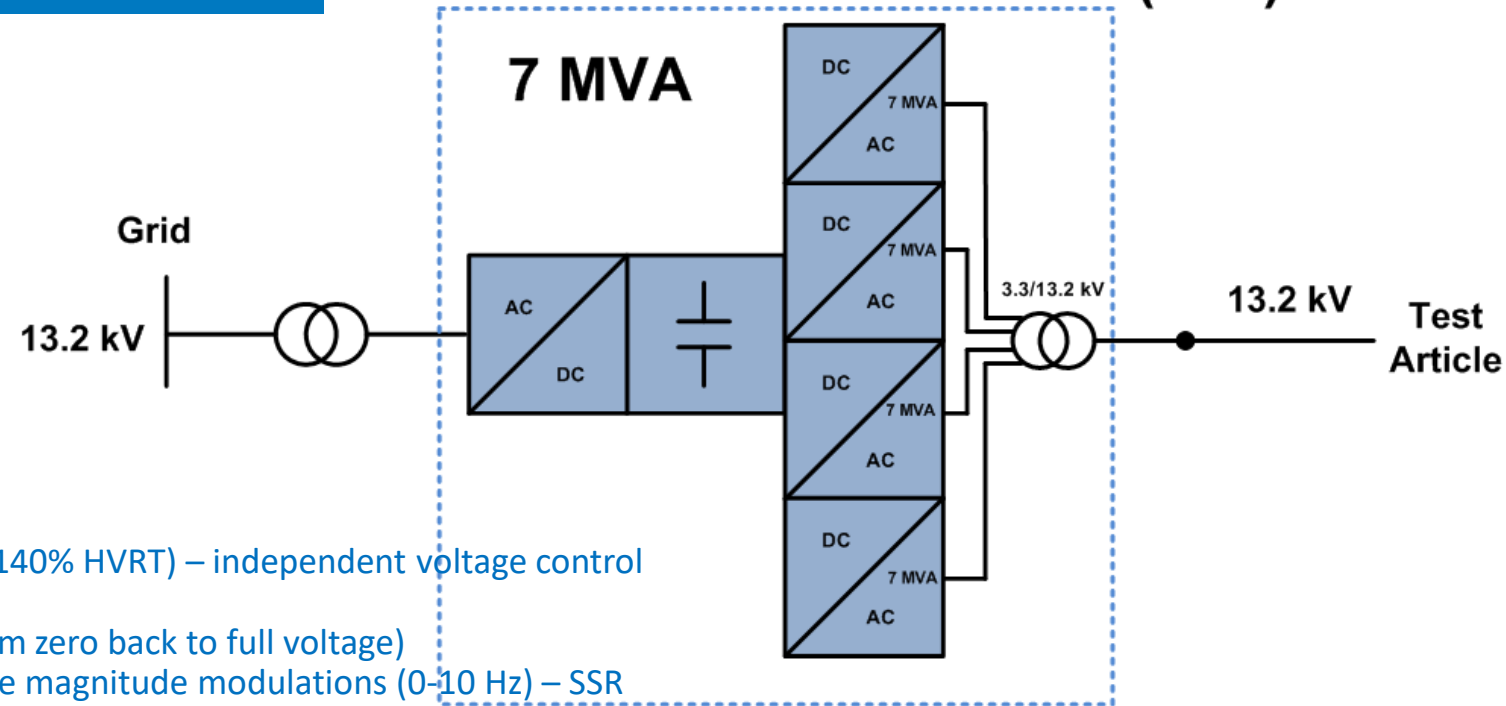 7 MVA
DC
7 MVA
AC
DC
7 MVA
AC
Grid
13.2 kV
AC
DC
3.3/13.2 kV
13.2 kV
Test
Article
DC
7 MVA
AC
DC
7 MVA
AC
140% HVRT) – independent voltage control
zero back to full voltage)
magnitude modulations (0-10 Hz) – SSR